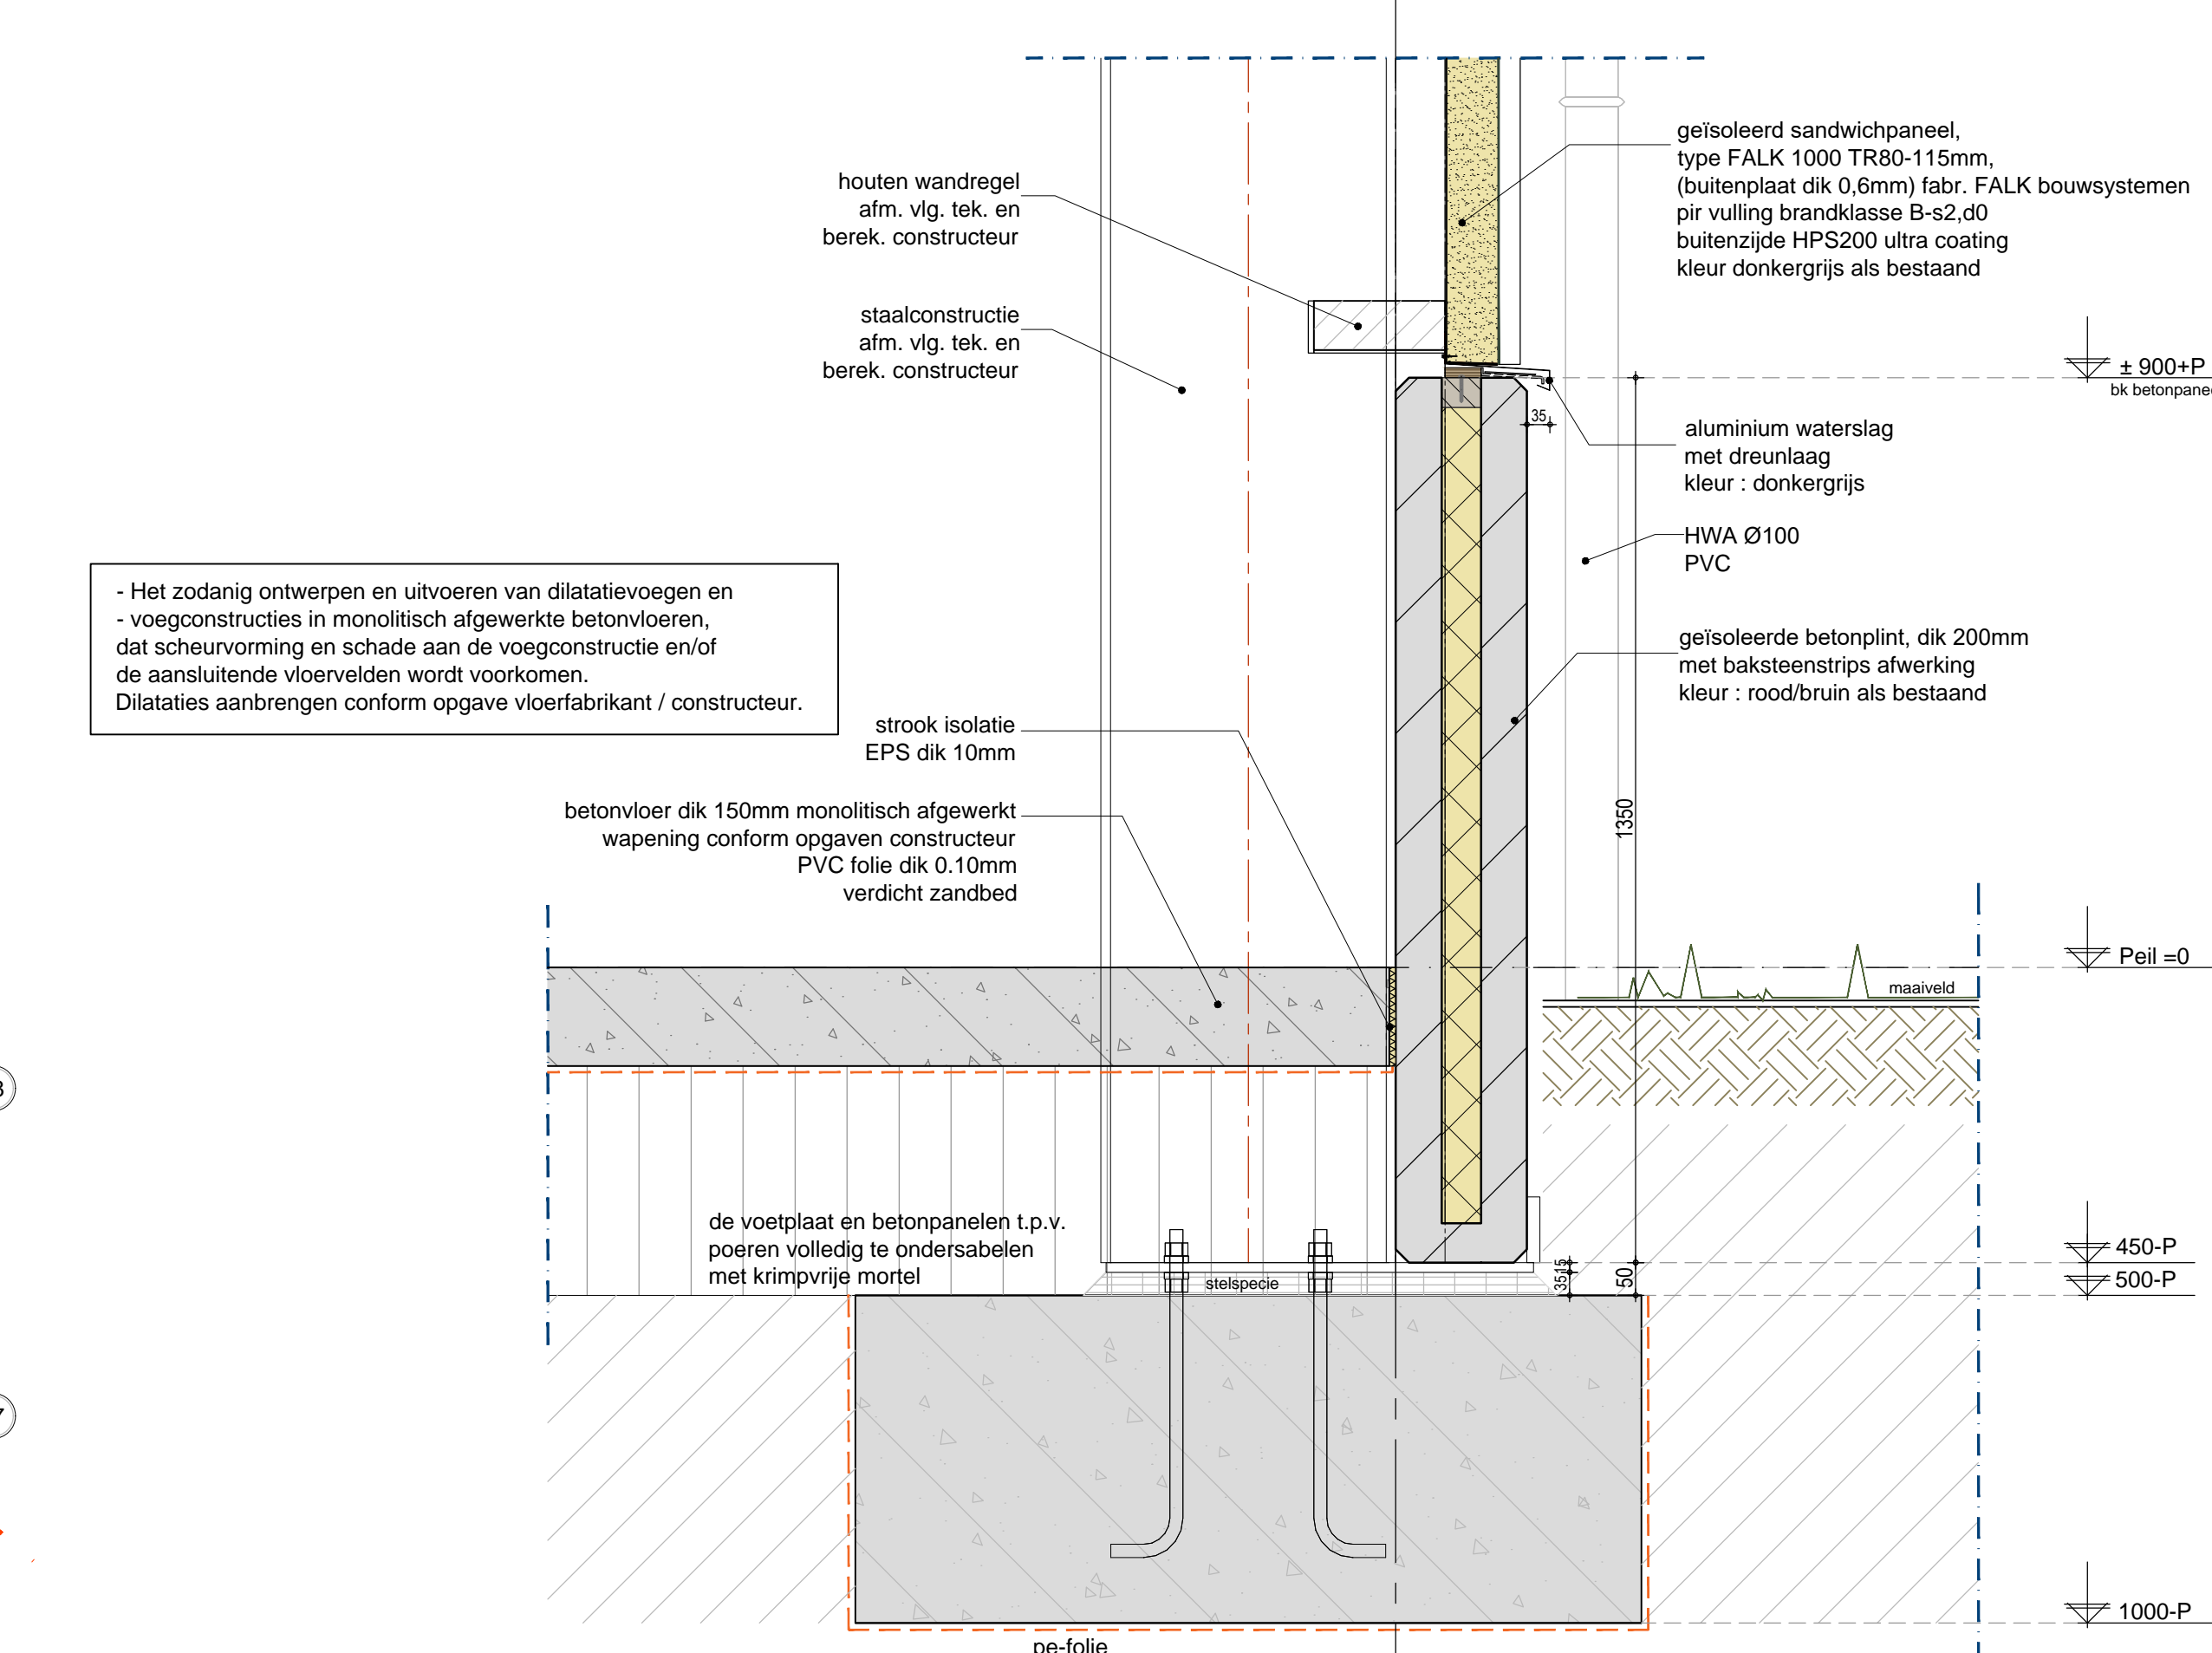 geïsoleerd sandwichpaneel,
type FALK 1000 TR80-115mm,
(buitenplaat dik 0,6mm) fabr. FALK bouwsystemen
pir vulling brandklasse B-s2,d0
buitenzijde HPS200 ultra coating
kleur donkergrijs als bestaand
houten wandregel
afm. vlg. tek. en
berek. constructeur
staalconstructie
afm. vlg. tek. en
berek. constructeur
± 900+P
bk
35
aluminium waterslag
met dreunlaag
kleur : donkergrijs
HWA Ø100
PVC
- Het zodanig ontwerpen en uitvoeren van dilatatievoegen en
- voegconstructies in monolitisch afgewerkte betonvloeren,
dat scheurvorming en schade aan de voegconstructie en/of
de aansluitende vloervelden wordt voorkomen.
Dilataties aanbrengen conform opgave vloerfabrikant / constructeur.
geïsoleerde betonplint, dik 200mm
met baksteenstrips afwerking
kleur : rood/bruin als bestaand
strook isolatie
EPS dik 10mm
1350
betonvloer dik 150mm monolitisch afgewerkt
wapening conform opgaven constructeur
PVC folie dik 0.10mm
verdicht zandbed
Peil =0
maaiveld
de voetplaat en betonpanelen t.p.v.
poeren volledig te ondersabelen
met krimpvrije mortel
stelspecie
15
35
50
450-P
500-P
1000-P
pe-folie